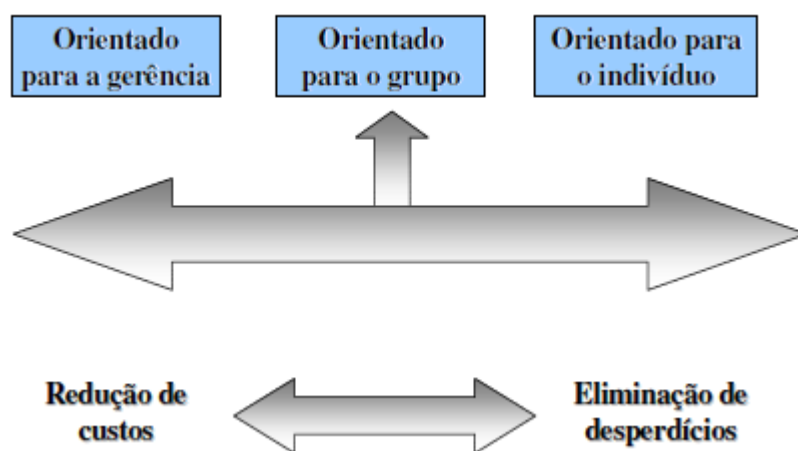 Orientado
para a gerência
Orientado
para o grupo
Orientado para
o indivíduo
Redução de
custos
Eliminação de
desperdícios